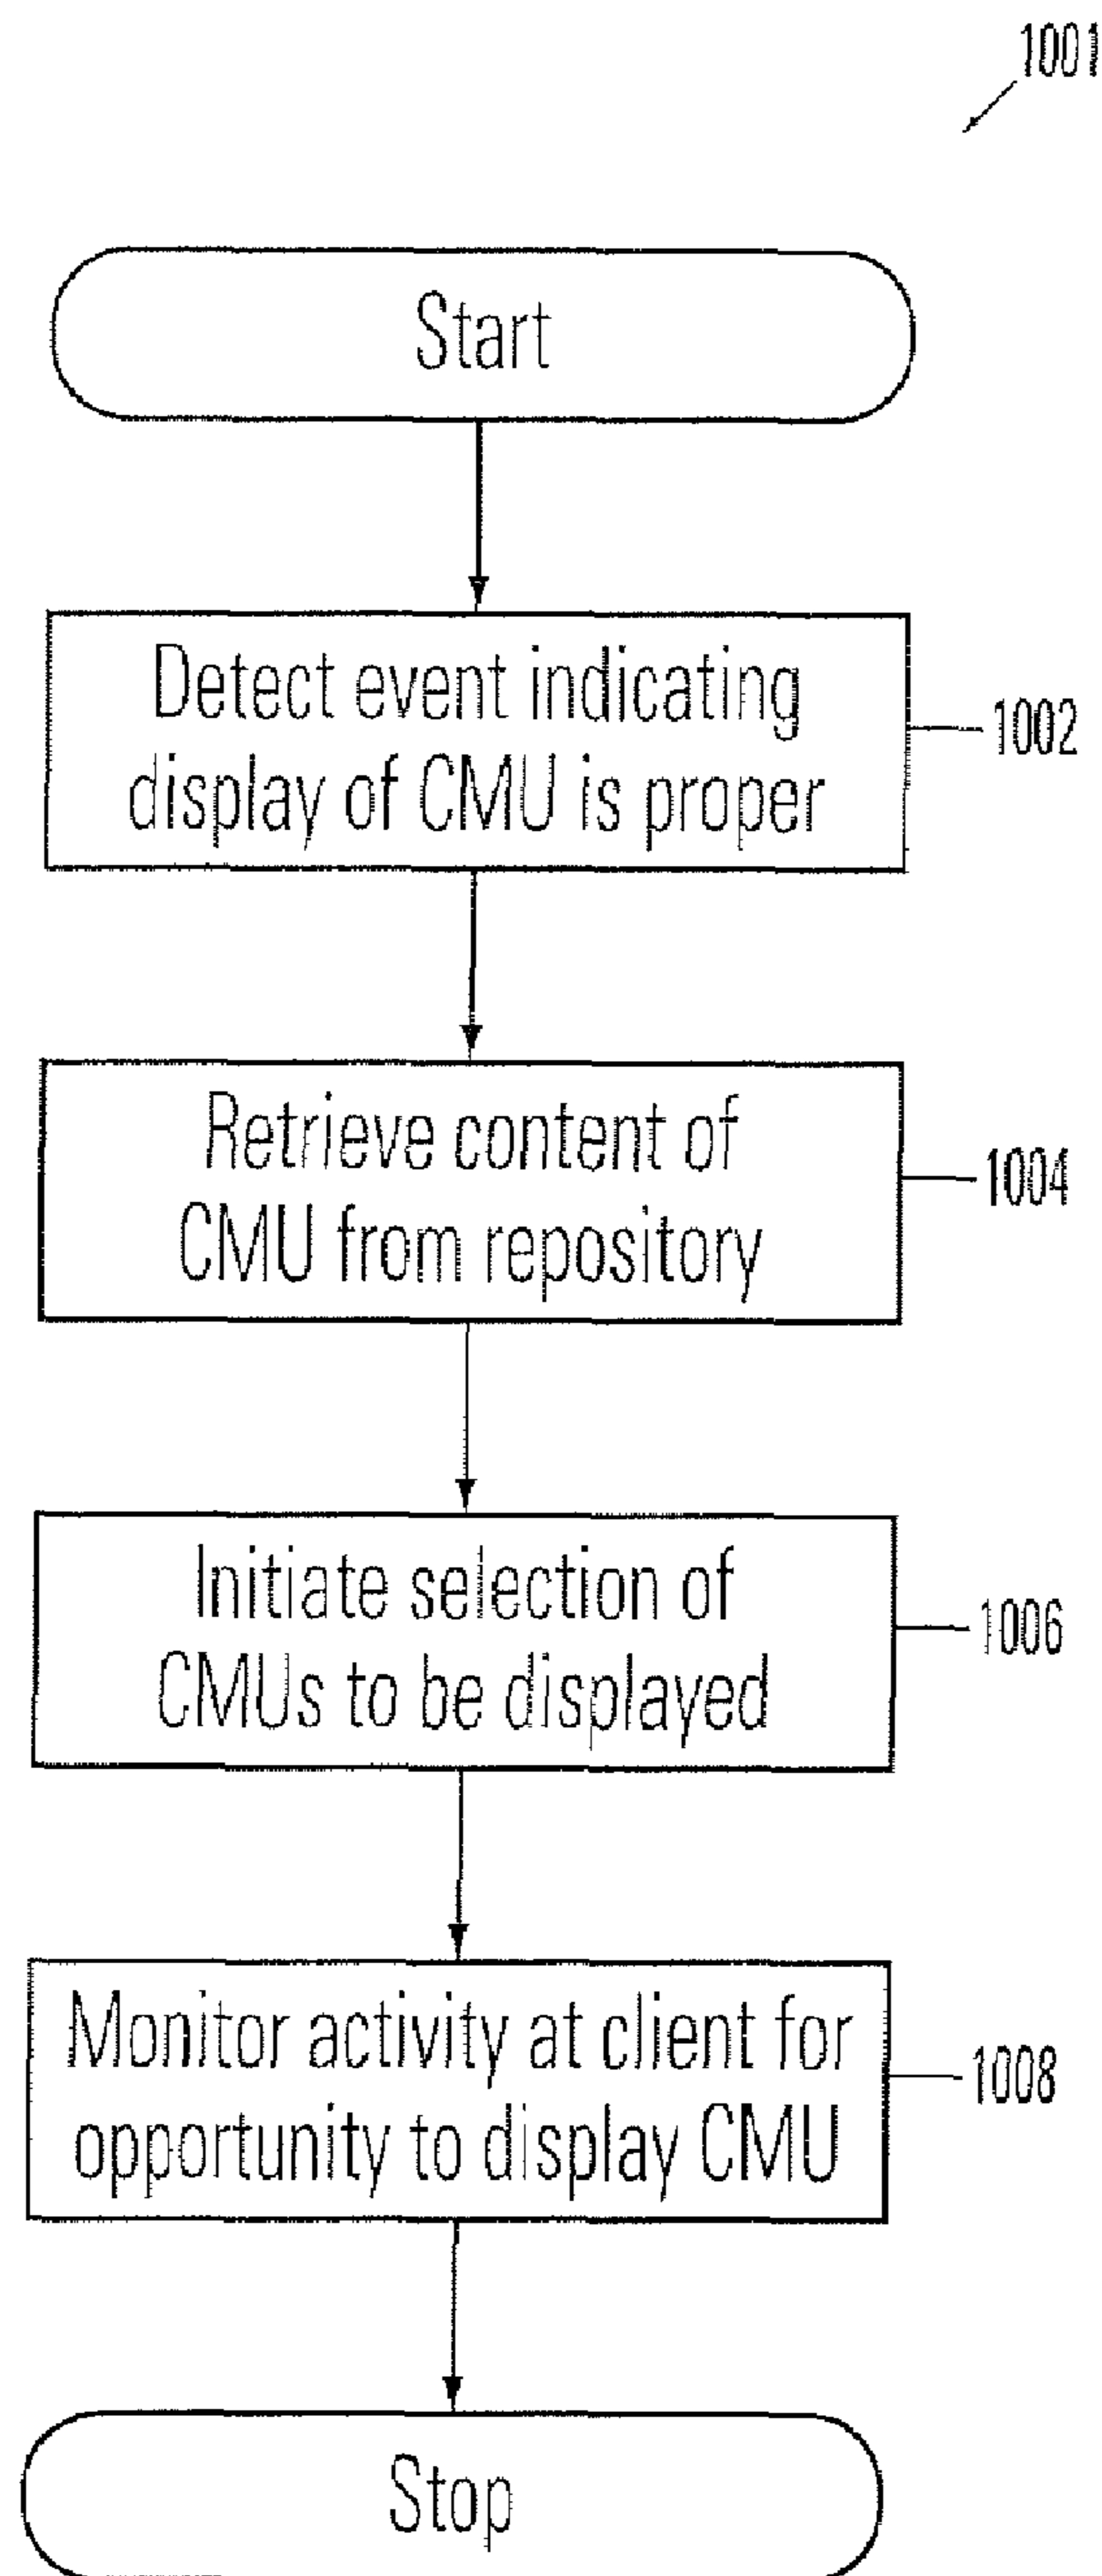 1001
Start
Detect event indicating
display of CMU is proper
1002
Retrieve content of
CMU from repository
1004
Initiate selection of
CMUs to be displayed
1006
Monitor activity at client for
opportunity to display CMU
1008
Stop